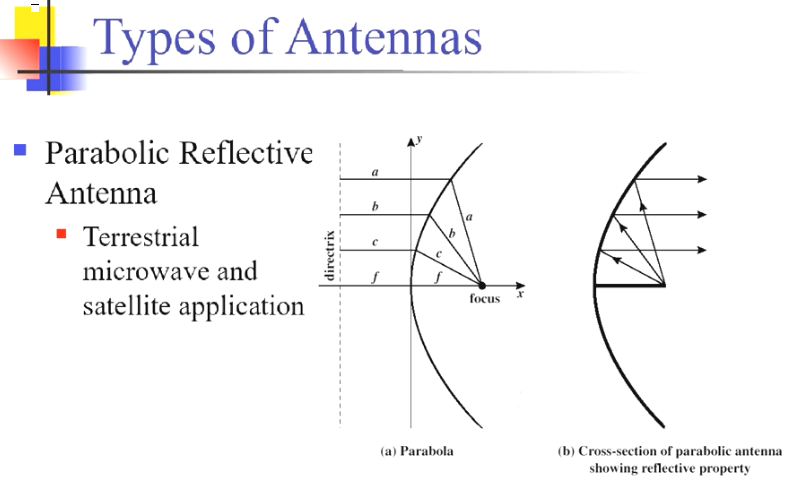 Types of Antennas
Parabolic Reflective
Antenna
Terrestrial
microwave and
satellite application
y
a
b
c
f
directrix
a
b
c
f
focus
x
(a) Parabola
(b) Cross-section of parabolic antenna
showing reflective property